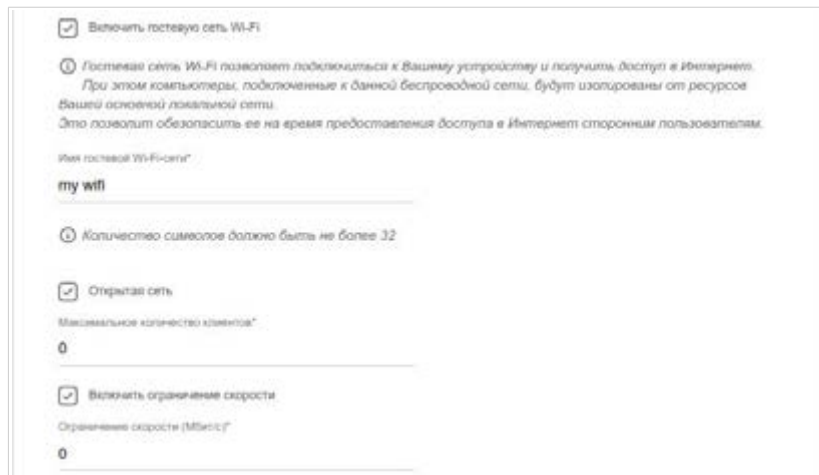 Включить гостевую сеть Wi-Fi
Гостевая сеть Wi-Fi позволяет подключиться к Вашему устройству и получить доступ в Интернет.
При этом компьютеры, подключенные к данной беспроводной сети, будут изолированы от ресурсов
Вашей основной локальной сети.
Это позволит обезопасить ее на время предоставления доступа в Интернет сторонним пользователям.
Имя гостевой Wi-Fi-сети*
my wifi
Количество символов должно быть не более 32
Открытая сеть
Максимальное количество клиентов*
0
Включить ограничение скорости
Ограничение скорости (Мбит/с)*
0